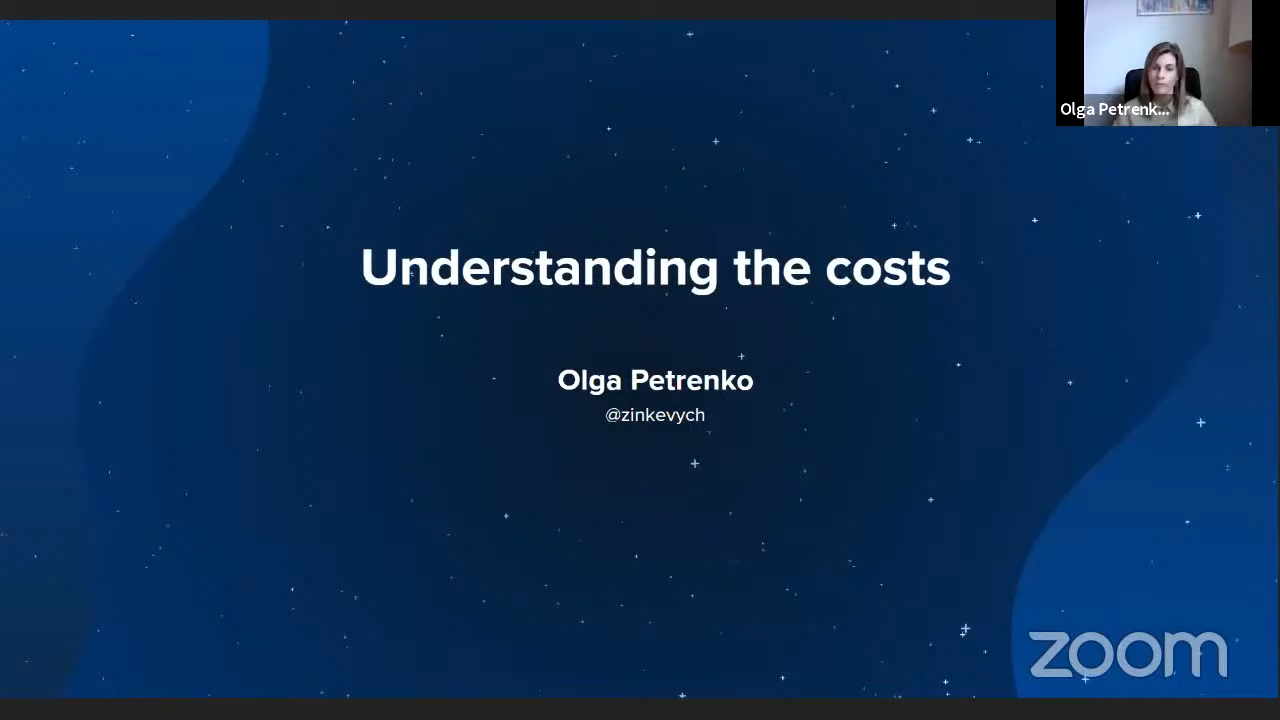 Olga Petrenk...
Understanding the costs
Olga Petrenko
@zinkevych
zoom